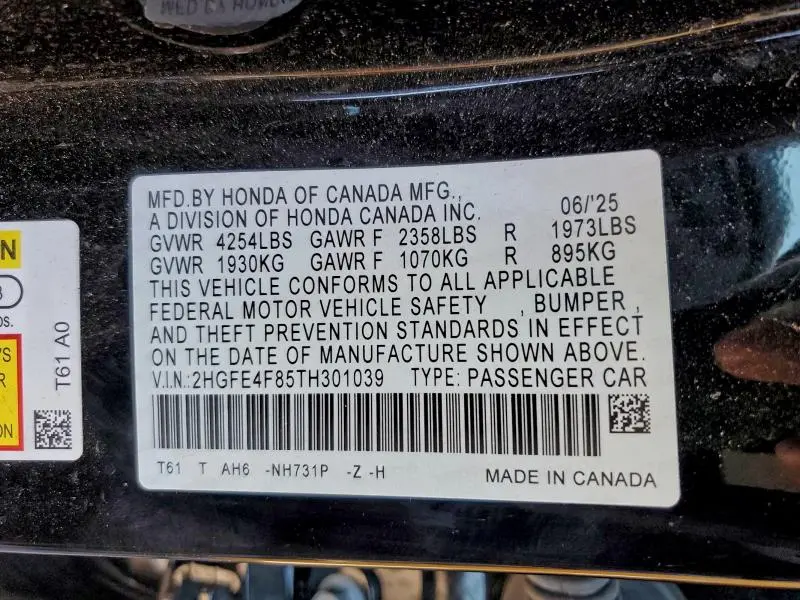 MFD.BY HONDA OF CANADA MFG.,
A DIVISION OF HONDA CANADA INC. 06/'25
GVWR 4254LBS GAWR F 2358LBS R 1973LBS
GVWR 1930KG GAWR F 1070KG R 895KG
THIS VEHICLE CONFORMS TO ALL APPLICABLE
FEDERAL MOTOR VEHICLE SAFETY , BUMPER ,
AND THEFT PREVENTION STANDARDS IN EFFECT
ON THE DATE OF MANUFACTURE SHOWN ABOVE.
V.I.N.:2HGFE4F85TH301039 TYPE: PASSENGER CAR
T61 T AH6 -NH731P -Z -H MADE IN CANADA
T61 A0